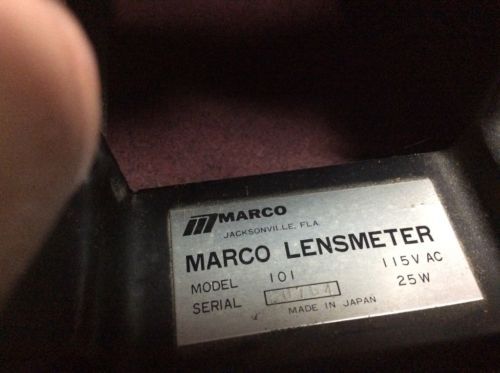 MARCO
JACKSONVILLE, FLA.
MARCO LENSMETER
MODEL 101 115V AC
SERIAL 25W
MADE IN JAPAN